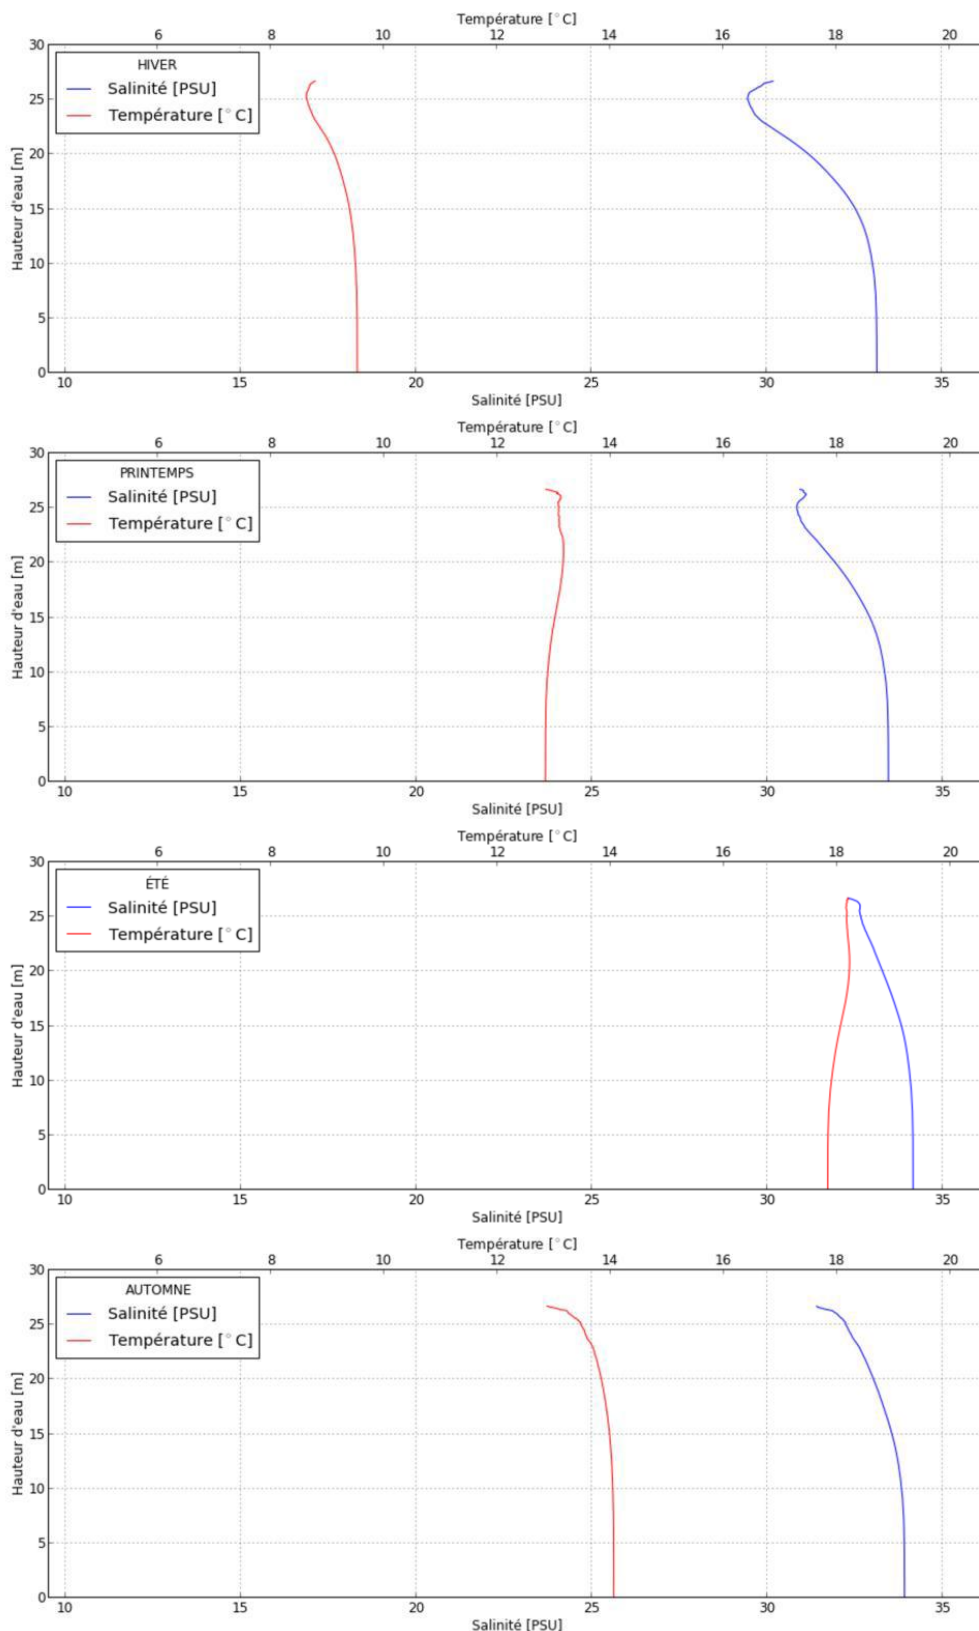 Température [°C]
6 8 10 12 14 16 18 20
30
HIVER
Salinité [PSU]
Température [°C]
25
20
15
10
5
0
Hauteur d'eau [m]
10 15 20 25 30 35
Salinité [PSU]
Température [°C]
6 8 10 12 14 16 18 20
30
PRINTEMPS
Salinité [PSU]
Température [°C]
25
20
15
10
5
0
Hauteur d'eau [m]
10 15 20 25 30 35
Salinité [PSU]
Température [°C]
6 8 10 12 14 16 18 20
30
ÉTÉ
Salinité [PSU]
Température [°C]
25
20
15
10
5
0
Hauteur d'eau [m]
10 15 20 25 30 35
Salinité [PSU]
Température [°C]
6 8 10 12 14 16 18 20
30
AUTOMNE
Salinité [PSU]
Température [°C]
25
20
15
10
5
0
Hauteur d'eau [m]
10 15 20 25 30 35
Salinité [PSU]